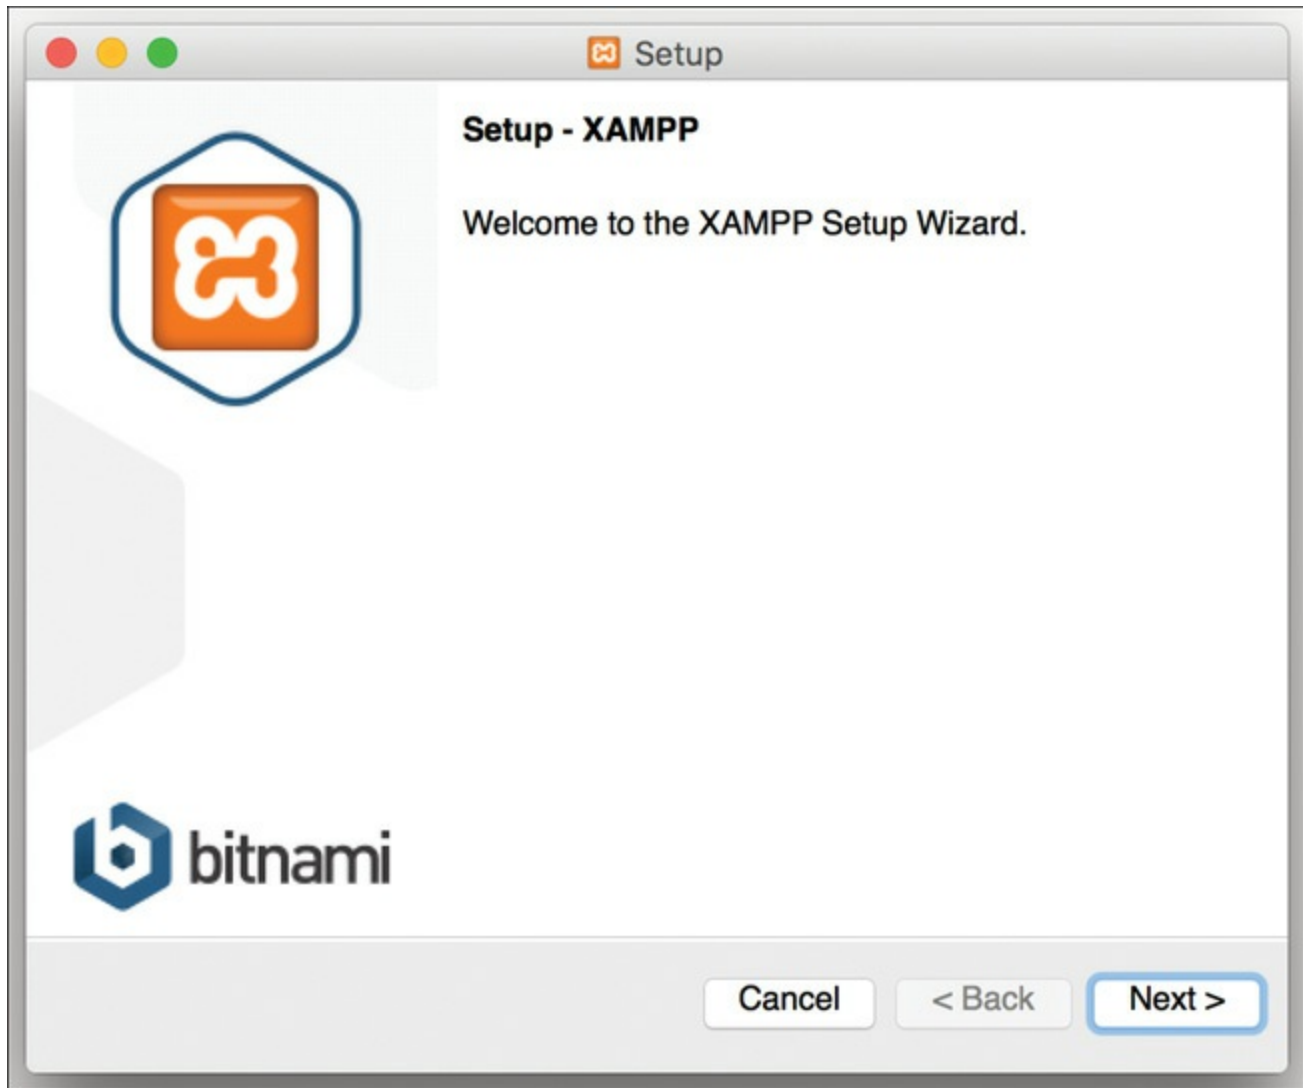 Setup
Setup - XAMPP
Welcome to the XAMPP Setup Wizard.
bitnami
Cancel
< Back
Next >